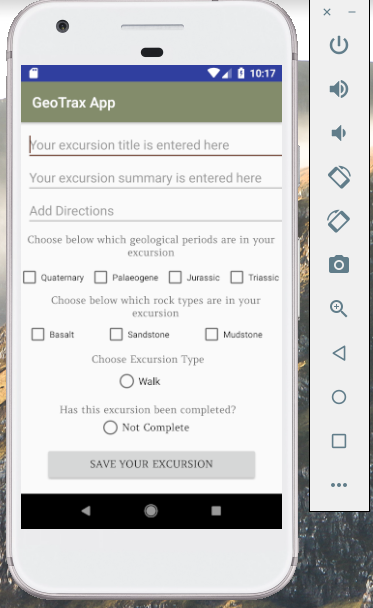 10:17
GeoTrax App
Your excursion title is entered here
Your excursion summary is entered here
Add Directions
Choose below which geological periods are in your
excursion
Quaternary Palaeogene Jurassic Triassic
Choose below which rock types are in your
excursion
Basalt Sandstone Mudstone
Choose Excursion Type
Walk
Has this excursion been completed?
Not Complete
SAVE YOUR EXCURSION